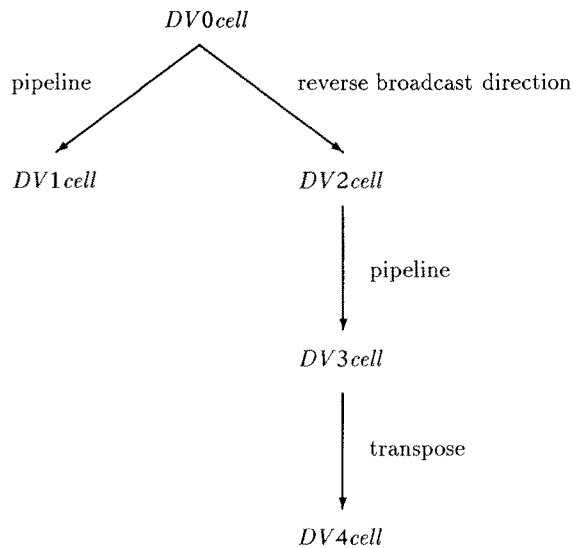 DV0cell
pipeline
reverse broadcast direction
DV1cell
DV2cell
pipeline
DV3cell
transpose
DV4cell